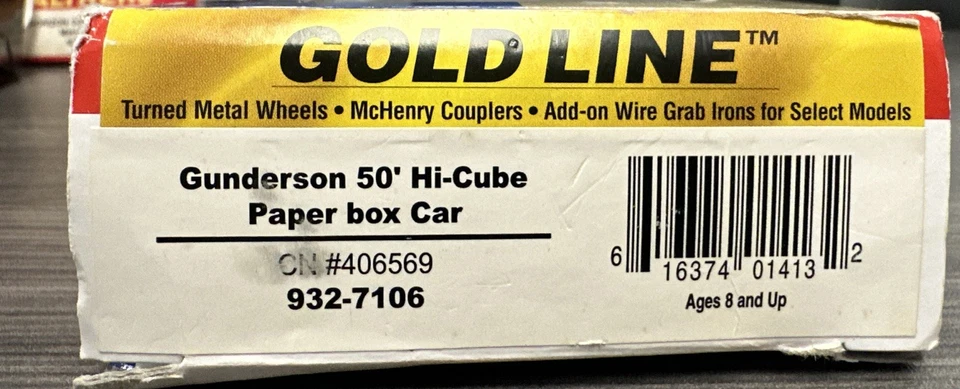 GOLD LINE™
Turned Metal Wheels • McHenry Couplers • Add-on Wire Grab Irons for Select Models
Gunderson 50' Hi-Cube
Paper box Car
CN #406569
932-7106
6 16374 01413 2
Ages 8 and Up